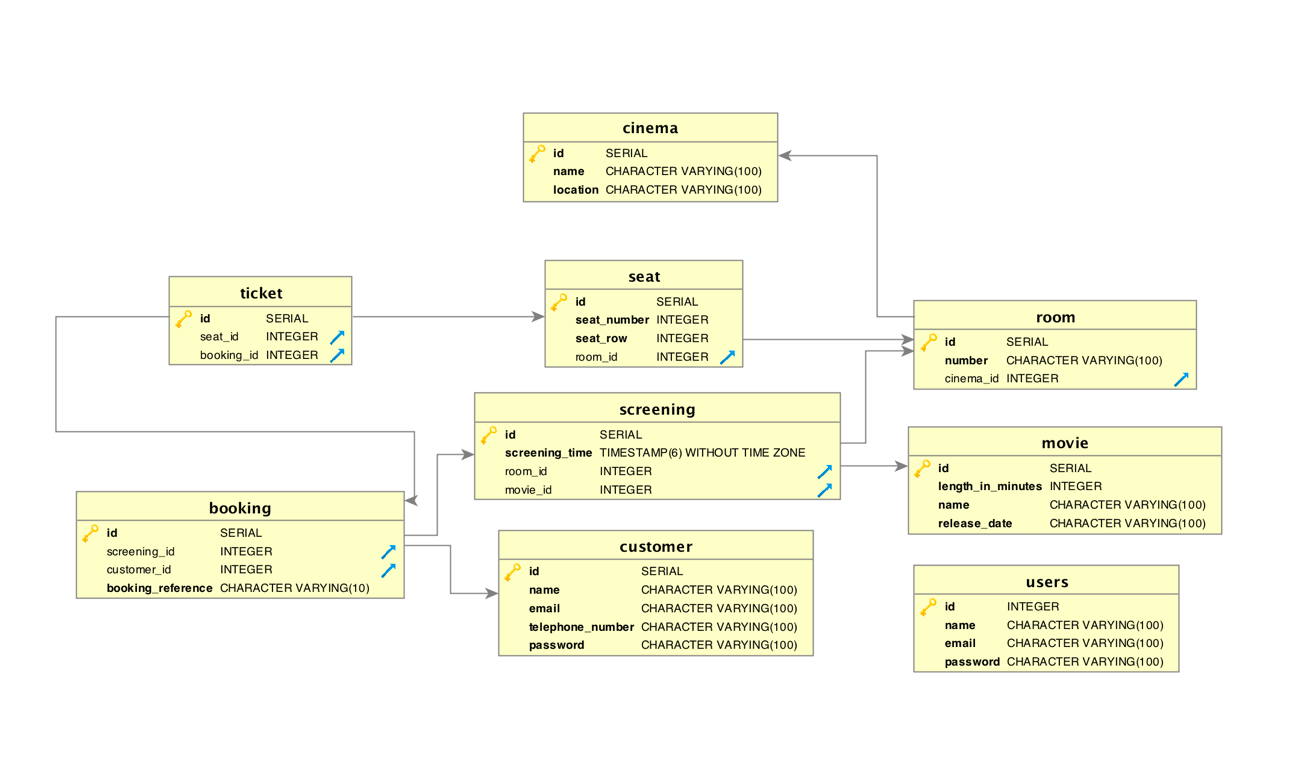 cinema
id SERIAL
name CHARACTER VARYING(100)
location CHARACTER VARYING(100)
ticket
id SERIAL
seat_id INTEGER
booking_id INTEGER
seat
id SERIAL
seat_number INTEGER
seat_row INTEGER
room_id INTEGER
room
id SERIAL
number CHARACTER VARYING(100)
cinema_id INTEGER
screening
id SERIAL
screening_time TIMESTAMP(6) WITHOUT TIME ZONE
room_id INTEGER
movie_id INTEGER
movie
id SERIAL
length_in_minutes INTEGER
name CHARACTER VARYING(100)
release_date CHARACTER VARYING(100)
booking
id SERIAL
screening_id INTEGER
customer_id INTEGER
booking_reference CHARACTER VARYING(10)
customer
id SERIAL
name CHARACTER VARYING(100)
email CHARACTER VARYING(100)
telephone_number CHARACTER VARYING(100)
password CHARACTER VARYING(100)
users
id INTEGER
name CHARACTER VARYING(100)
email CHARACTER VARYING(100)
password CHARACTER VARYING(100)